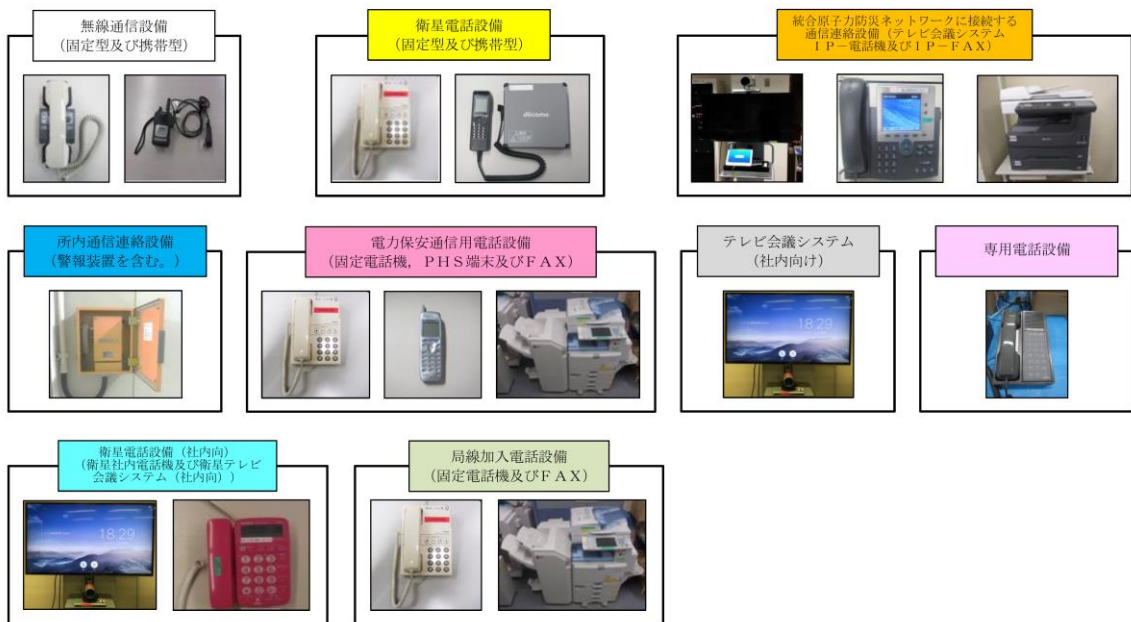 無線通信設備
(固定型及び携帯型)
衛星電話設備
(固定型及び携帯型)
統合原子力防災ネットワークに接続する
通信連絡設備(テレビ会議システム
IP-電話機及びIP-FAX)
docomo
所内通信連絡設備
(警報装置を含む。)
電力保安通信用電話設備
(固定電話機, PHS端末及びFAX)
テレビ会議システム
(社内向け)
専用電話設備
18:29
衛星電話設備(社内向)
(衛星社内電話機及び衛星テレビ
会議システム(社内向))
局線加入電話設備
(固定電話機及びFAX)
18:29